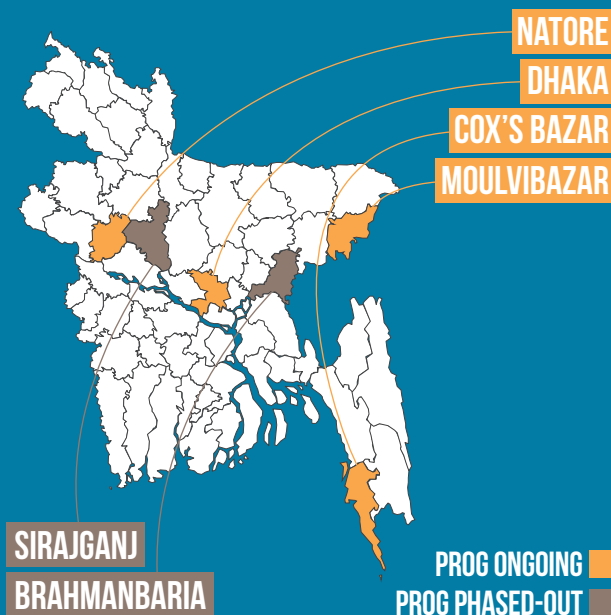 NATORE
DHAKA
COX'S BAZAR
MOULVIBAZAR
SIRAJGANJ
BRAHMANBARIA
PROG ONGOING
PROG PHASED-OUT